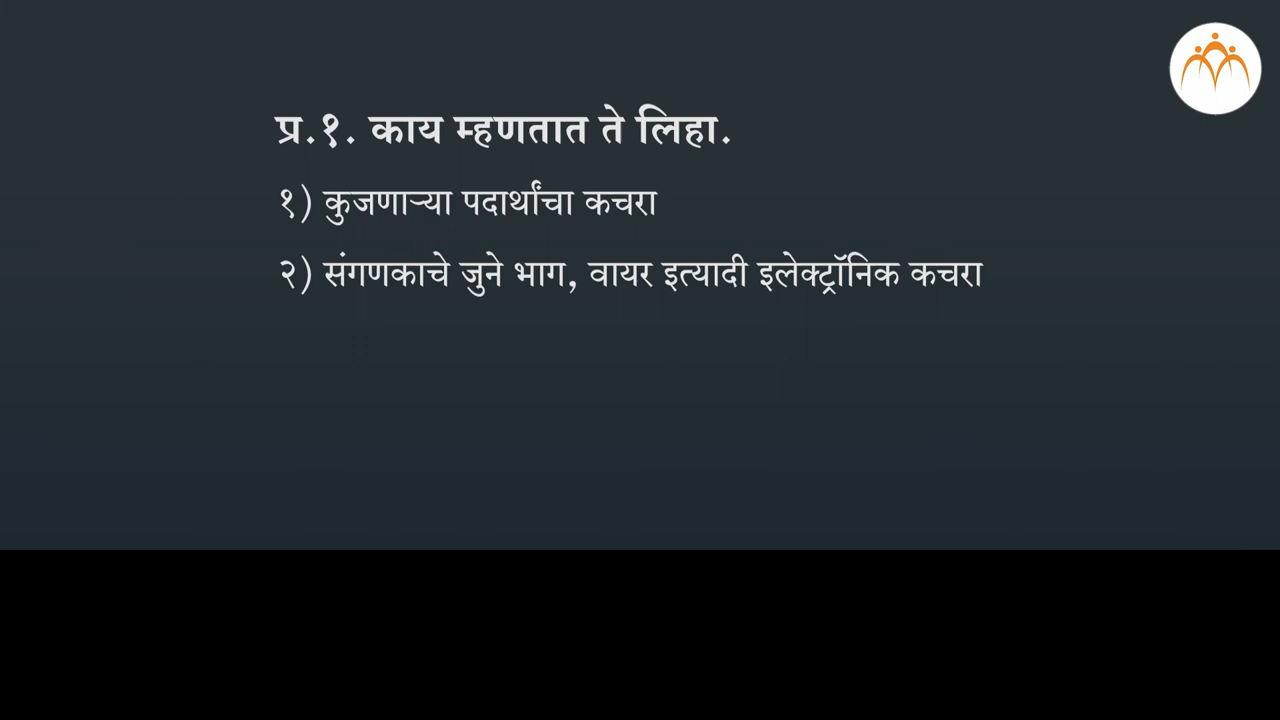 प्र.१. काय म्हणतात ते लिहा.
१) कुजणाऱ्या पदार्थांचा कचरा
२) संगणकाचे जुने भाग, वायर इत्यादी इलेक्ट्रॉनिक कचरा